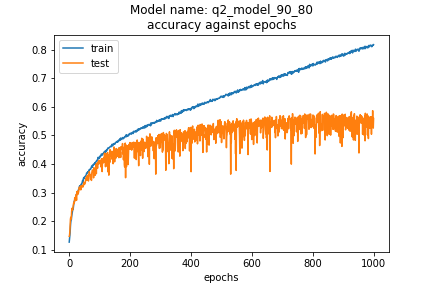 Model name: q2_model_90_80
accuracy against epochs
train
test
accuracy
0.8
0.7
0.6
0.5
0.4
0.3
0.2
0.1
0
200
400
600
800
1000
epochs